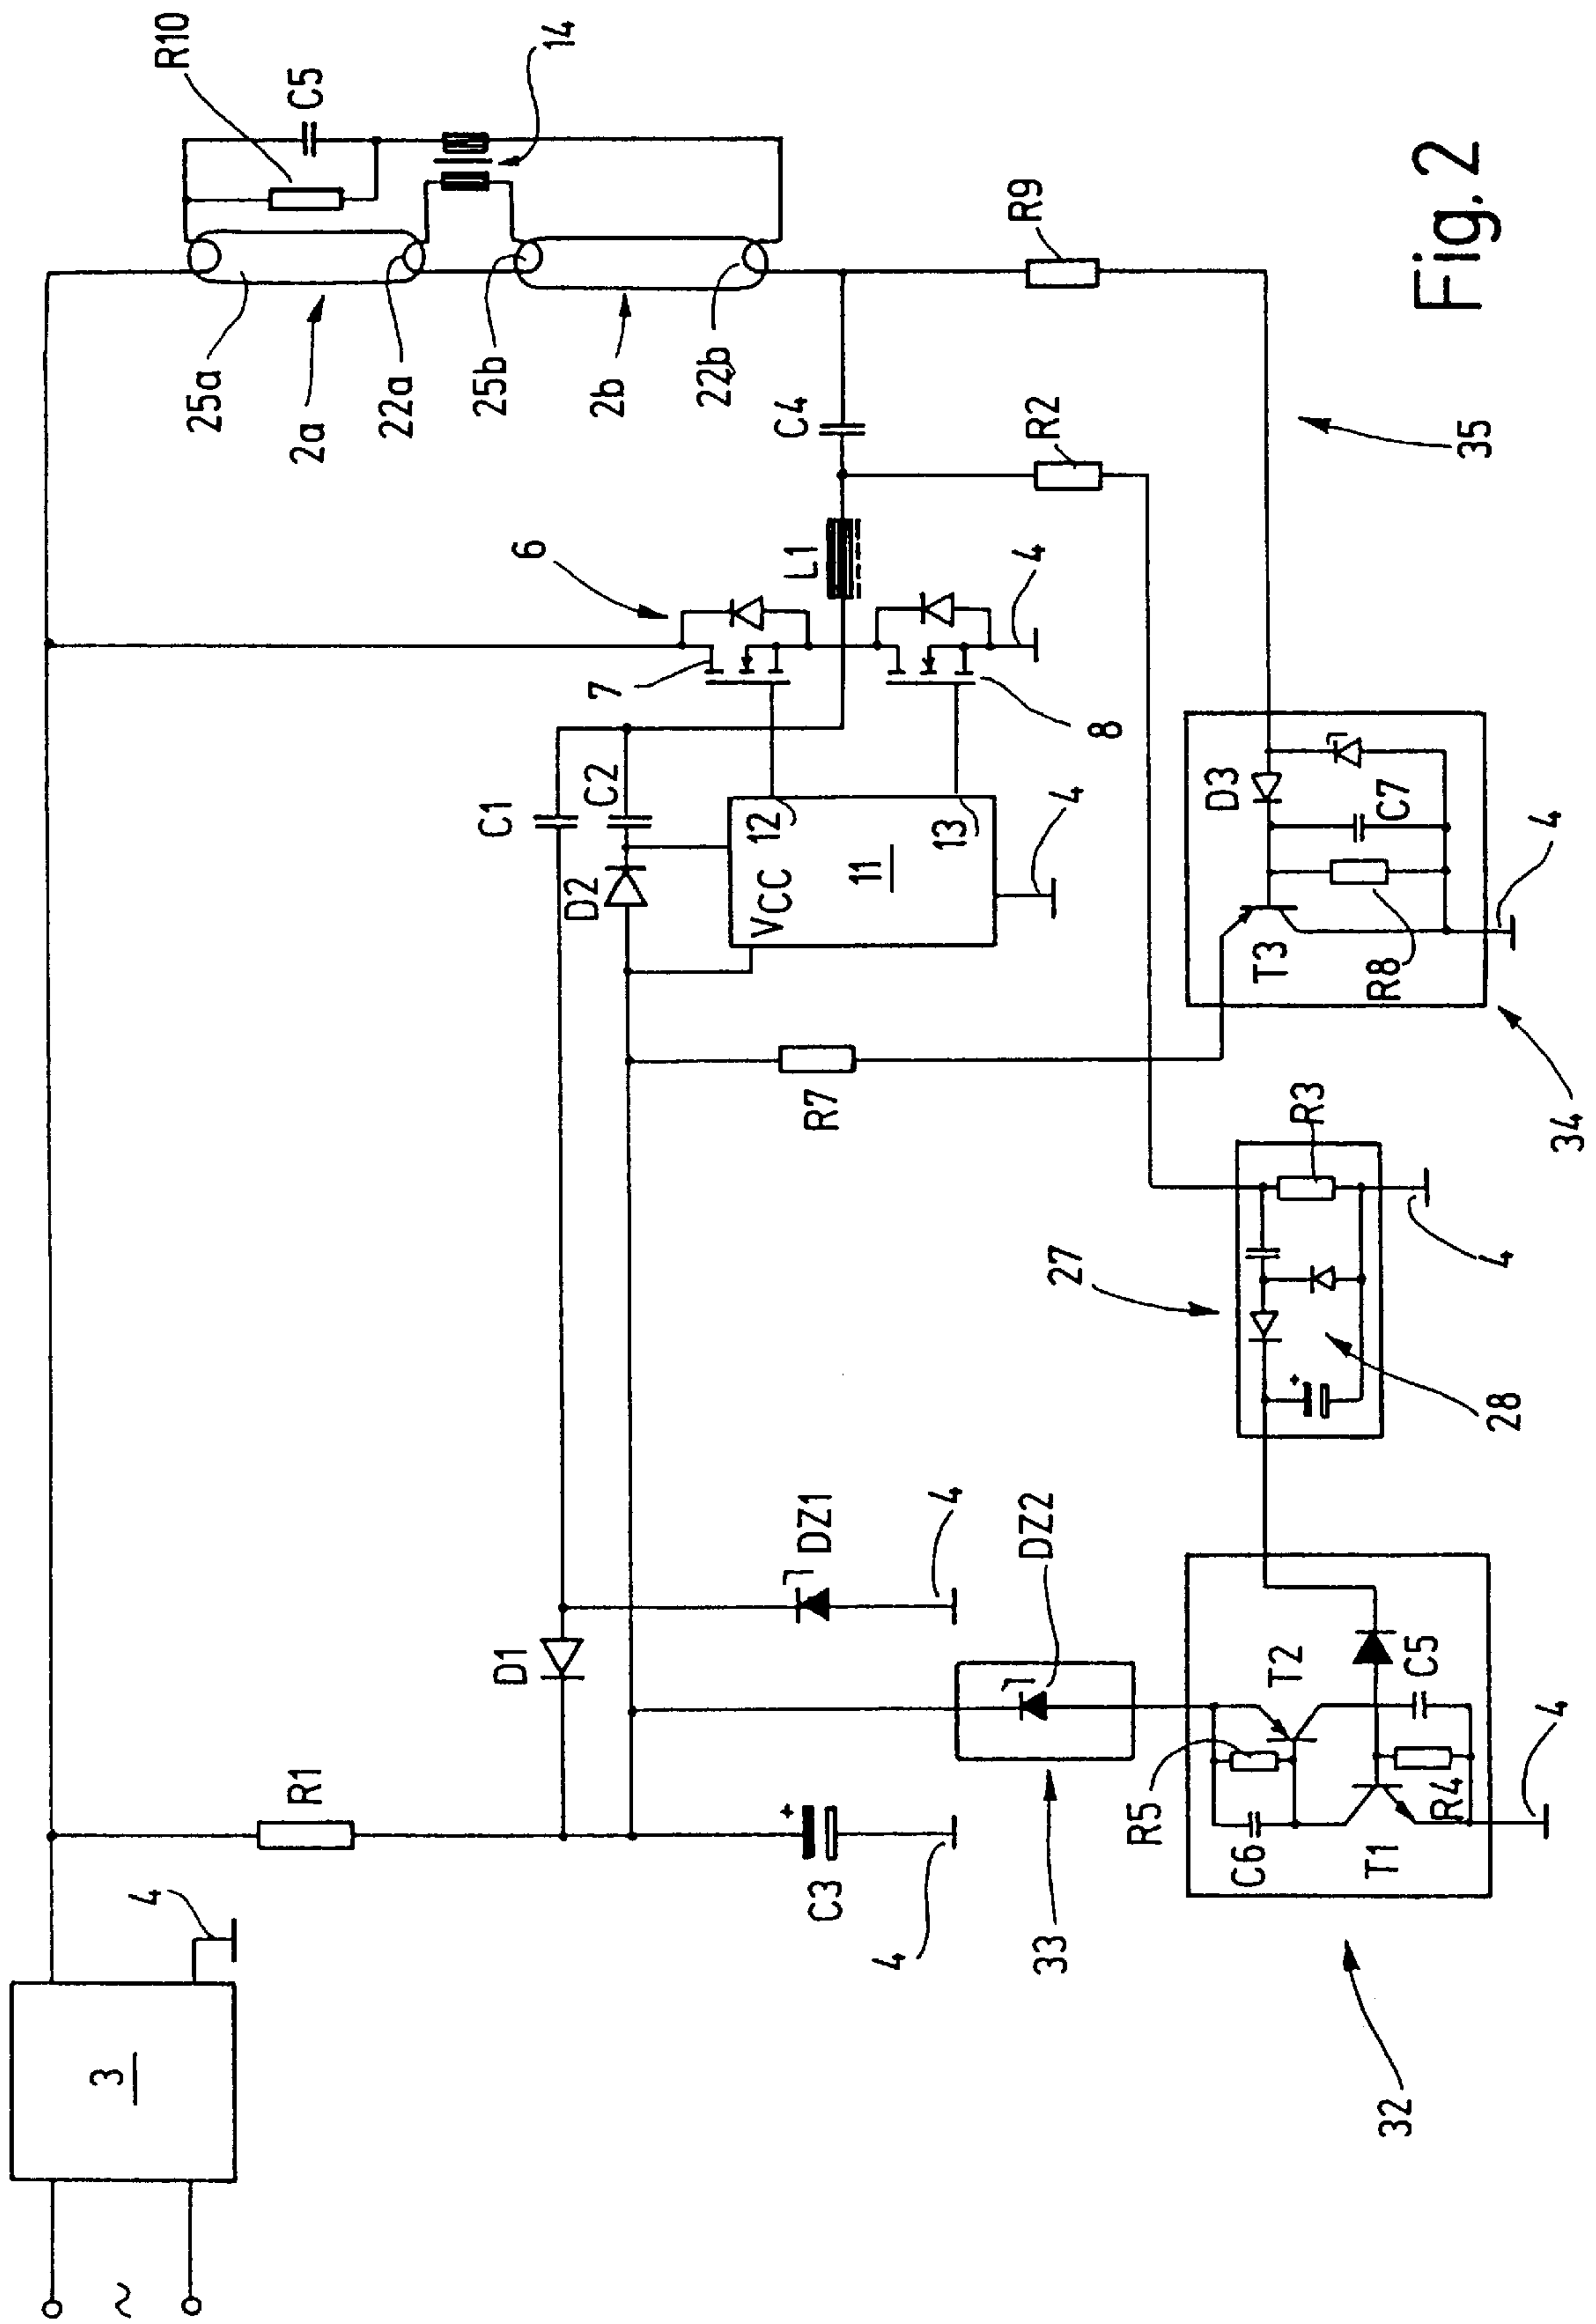 3
~
4
R1
C3
+
4
D1
DZ1
4
33
DZ2
32
R5
C6
T2
T1
R4
C5
4
27
28
+
R3
4
R7
C1
C2
D2
VCC
12
11
13
4
6
7
8
4
L1
C4
R2
R9
35
34
D3
C7
T3
R8
4
25a
2a
22a
25b
2b
22b
R10
C5
14
Fig. 2